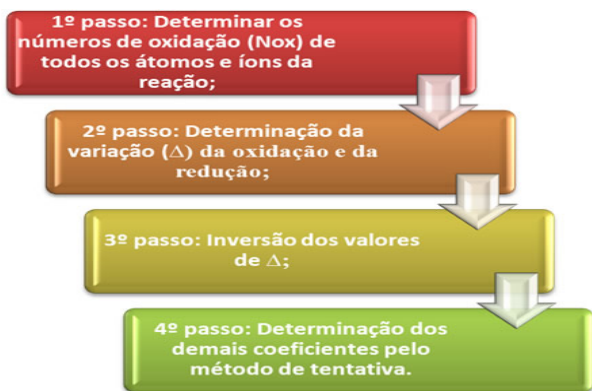 1º passo: Determinar os
números de oxidação (Nox) de
todos os átomos e íons da
reação;
2º passo: Determinação da
variação (Δ) da oxidação e da
redução;
3º passo: Inversão dos valores
de Δ;
4º passo: Determinação dos
demais coeficientes pelo
método de tentativa.